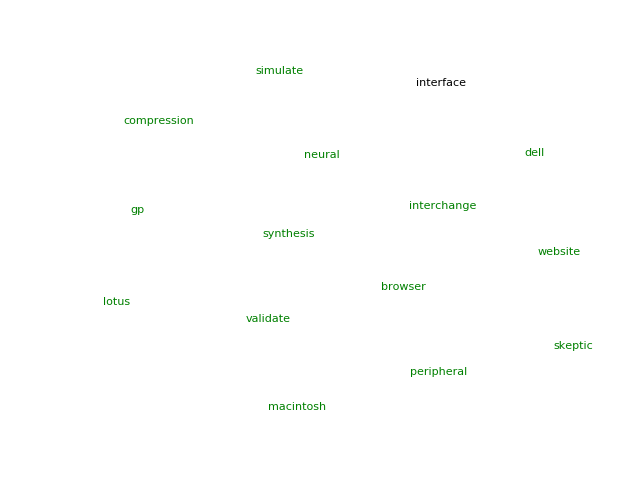 simulate
interface
compression
dell
neural
interchange
gp
synthesis
website
browser
lotus
validate
skeptic
peripheral
macintosh